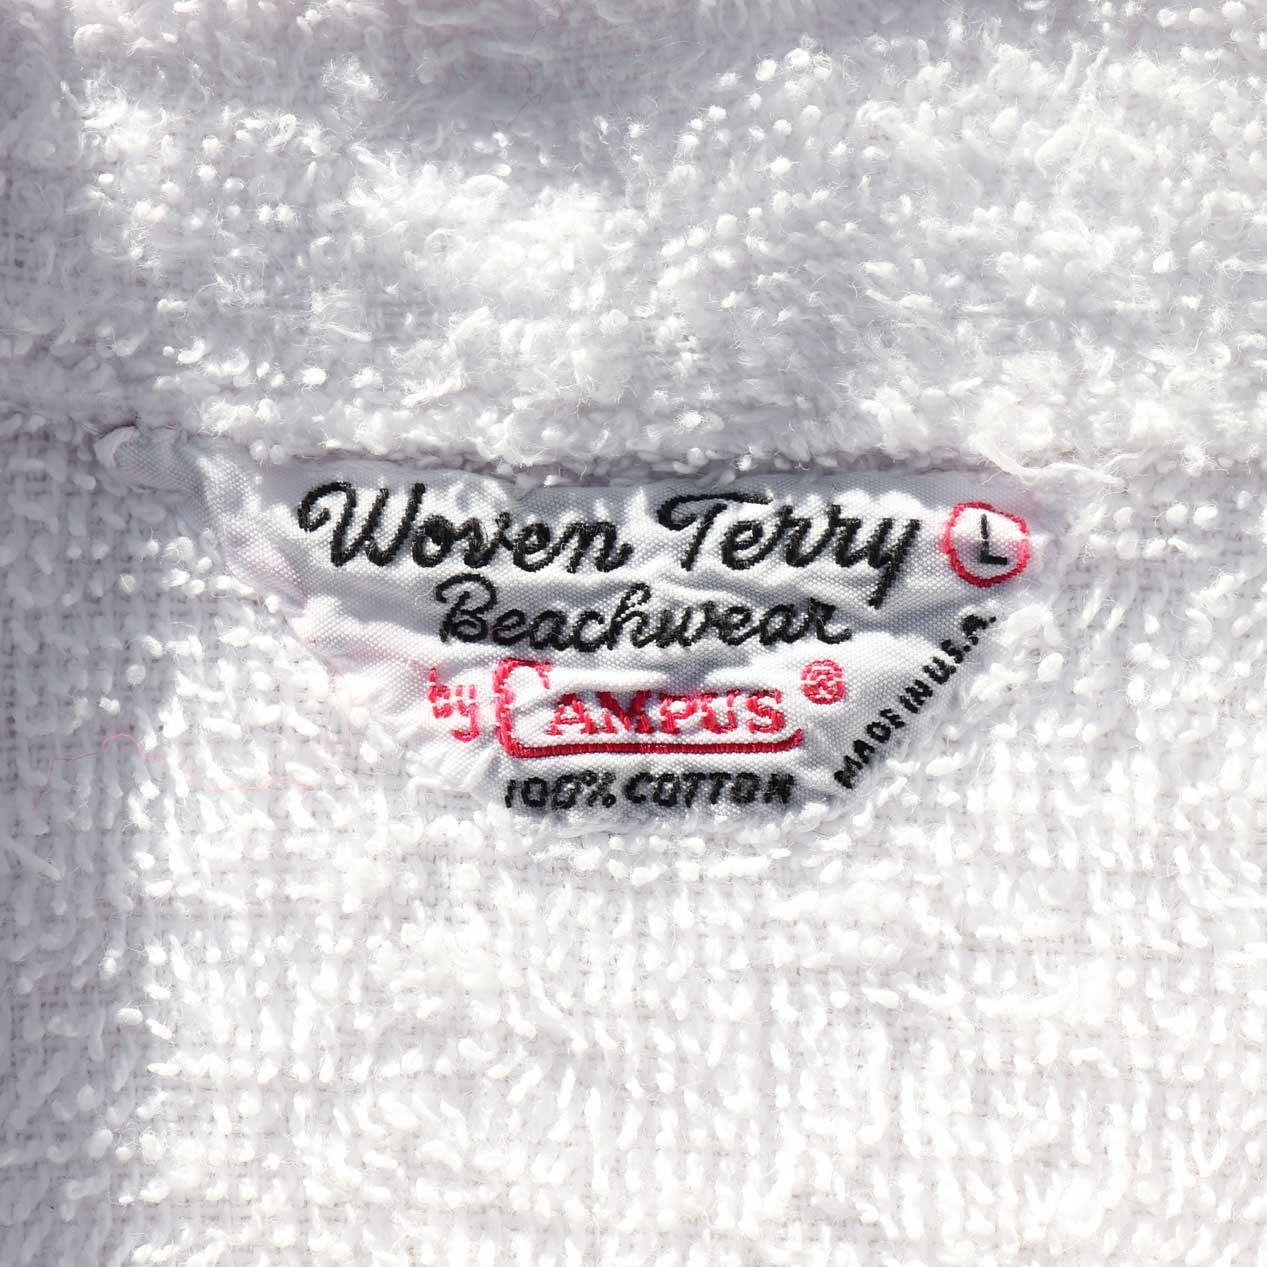 Woven Terry L
Beachwear
by CAMPUS ®
100% COTTON
MADE IN U.S.A.